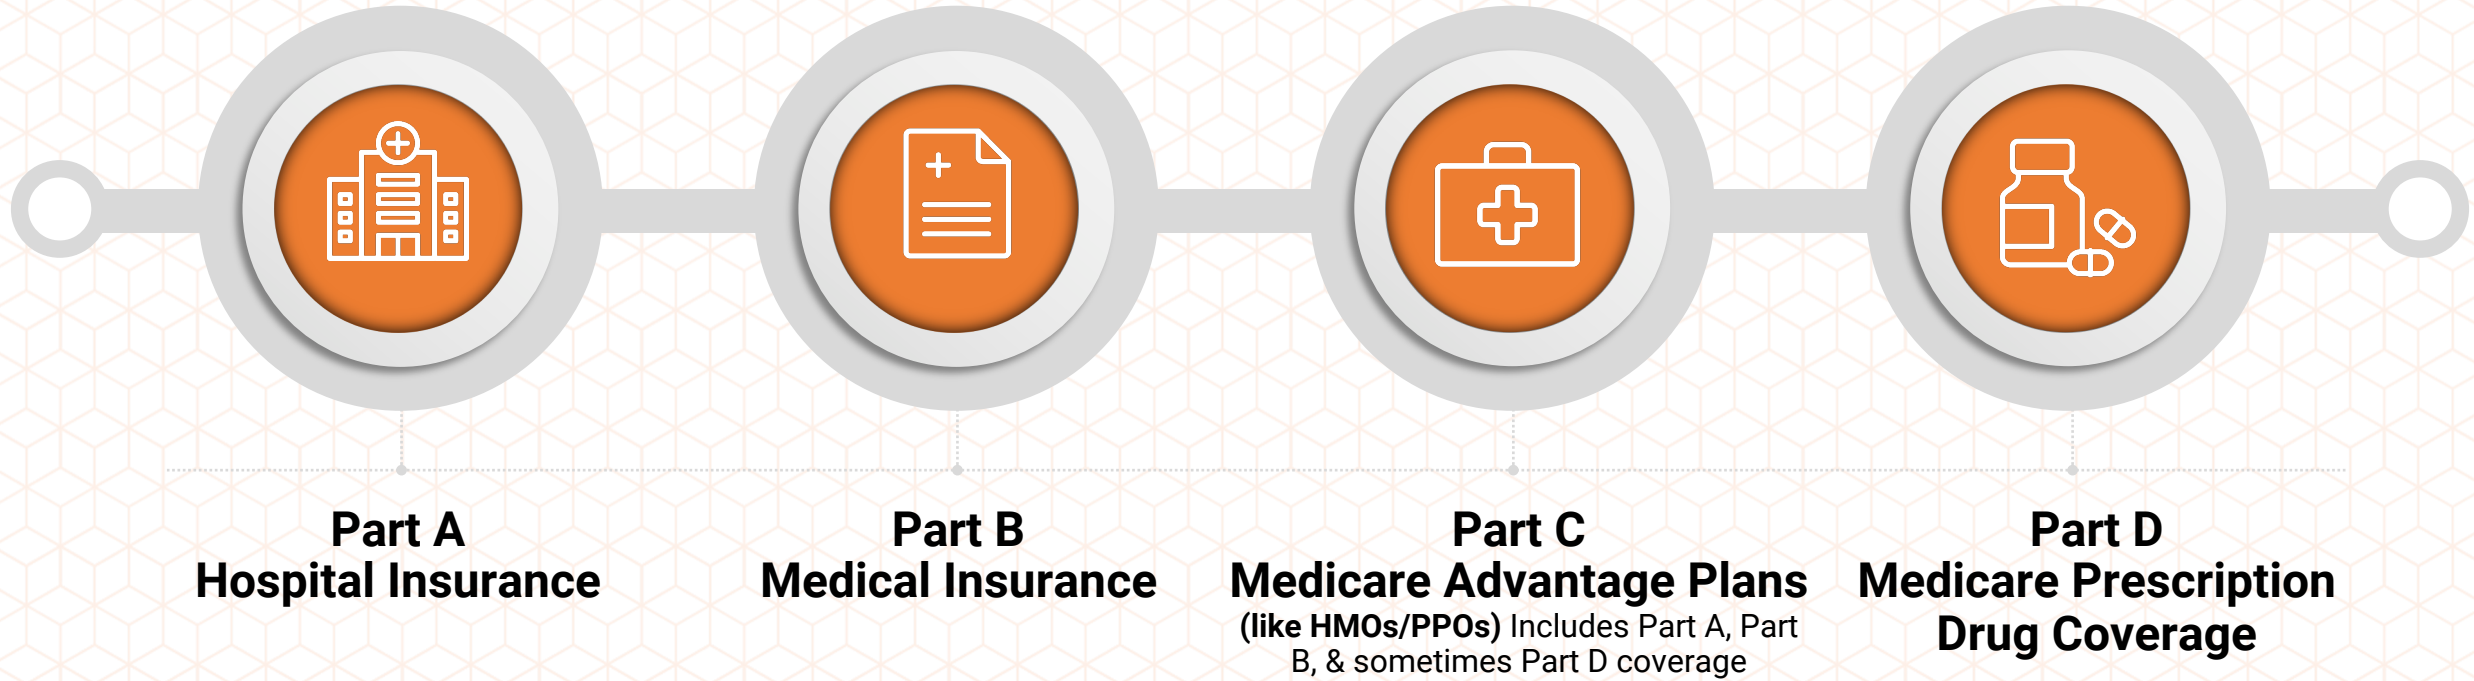 Part A
Hospital Insurance
Part B
Medical Insurance
Part C
Medicare Advantage Plans
(like HMOs/PPOs) Includes Part A, Part
B, & sometimes Part D coverage
Part D
Medicare Prescription
Drug Coverage